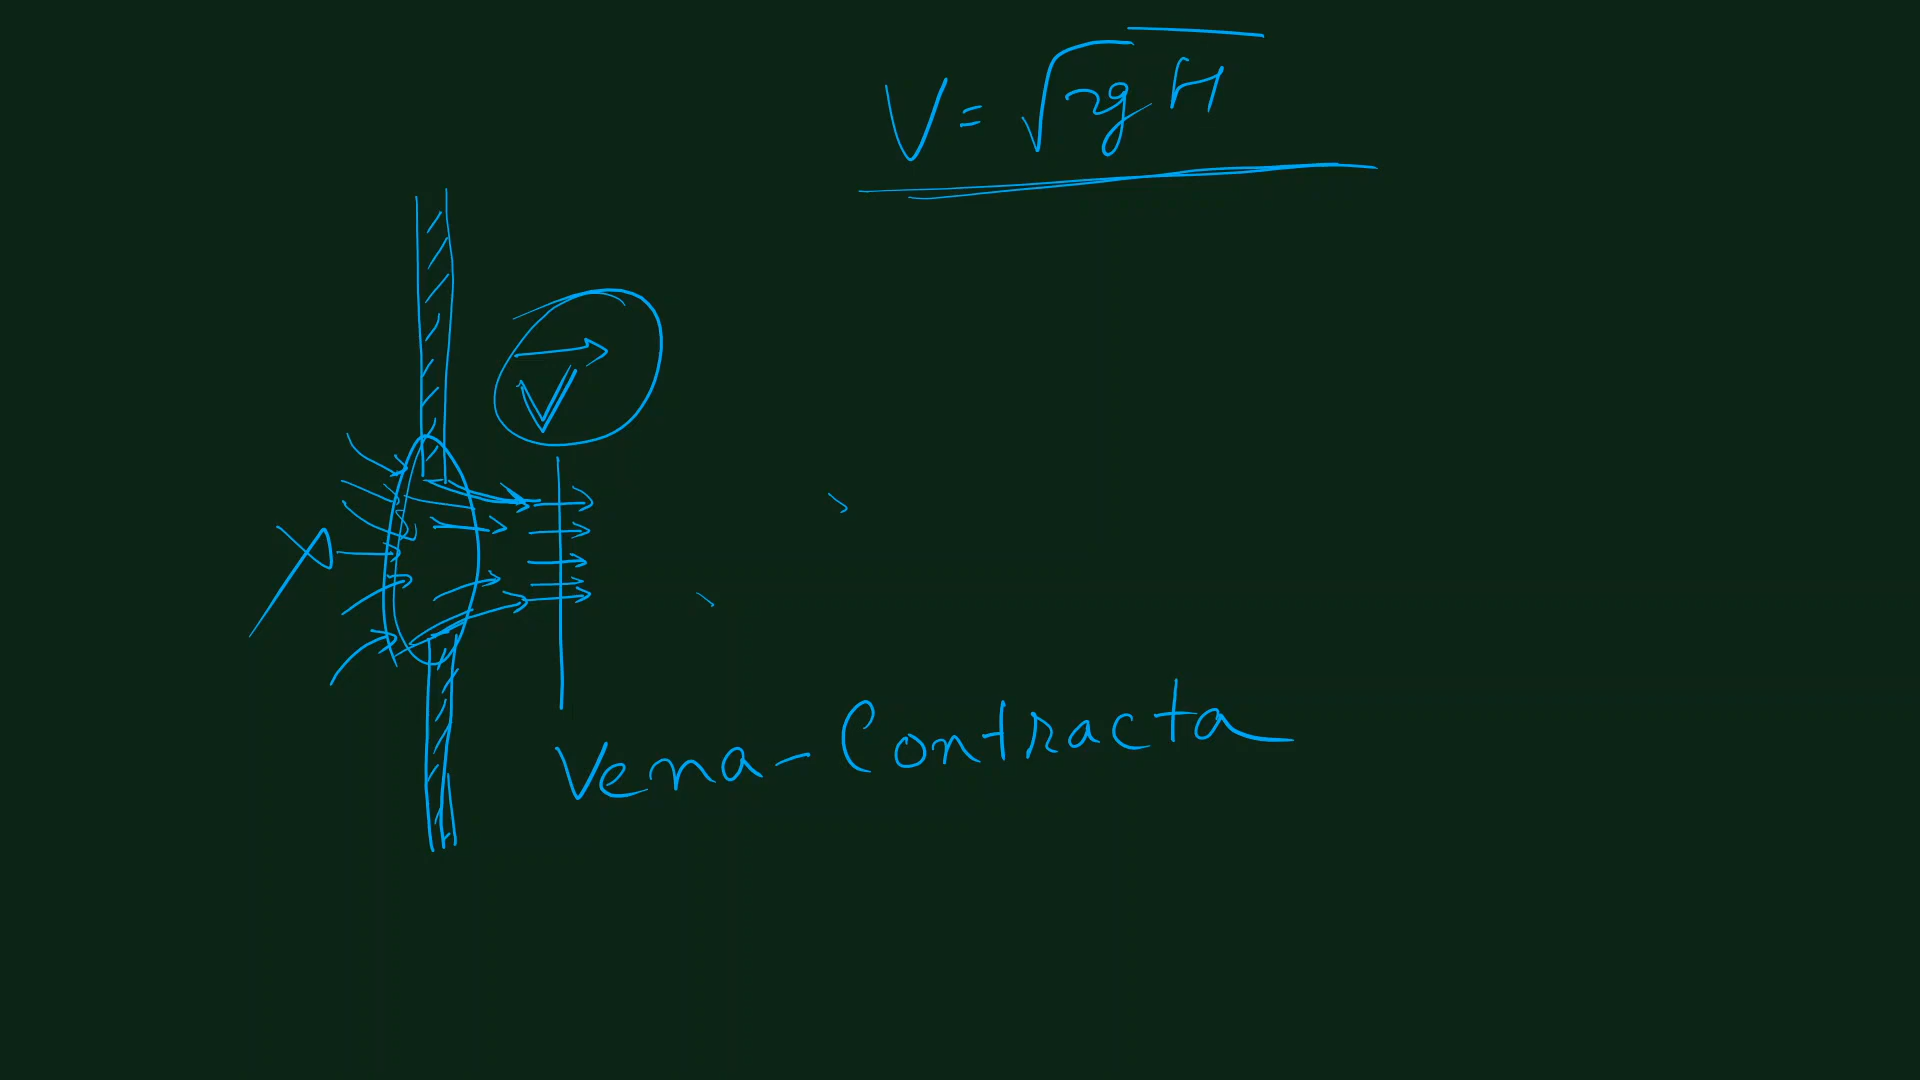 V = √2gH
V
Vena-Contracta